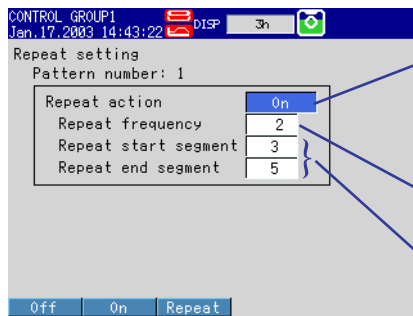 CONTROL GROUP1
Jan.17.2003 14:43:22 DISP 3h
Repeat setting
Pattern number: 1
Repeat action On
Repeat frequency 2
Repeat start segment 3
Repeat end segment 5
Off On Repeat